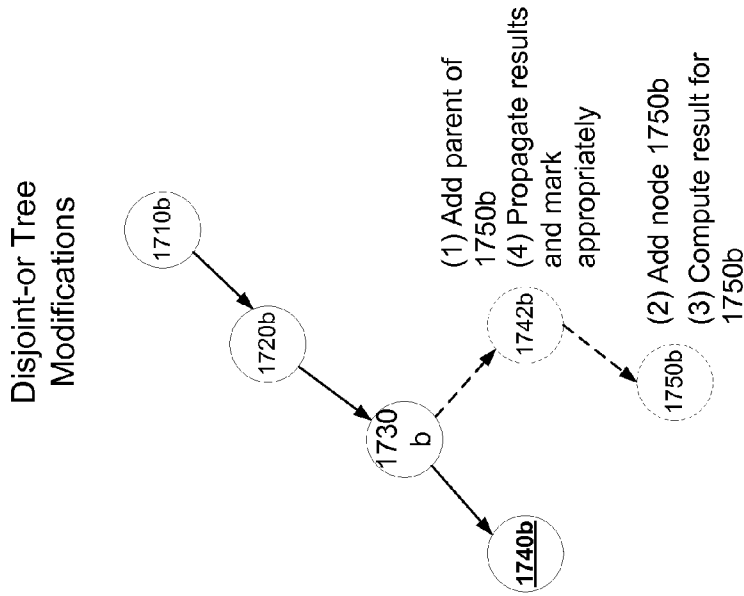 Disjoint-or Tree
Modifications
1710b
1720b
1730
b
1740b
1742b
(1) Add parent of
1750b
(4) Propagate results
and mark
appropriately
1750b
(2) Add node 1750b
(3) Compute result for
1750b